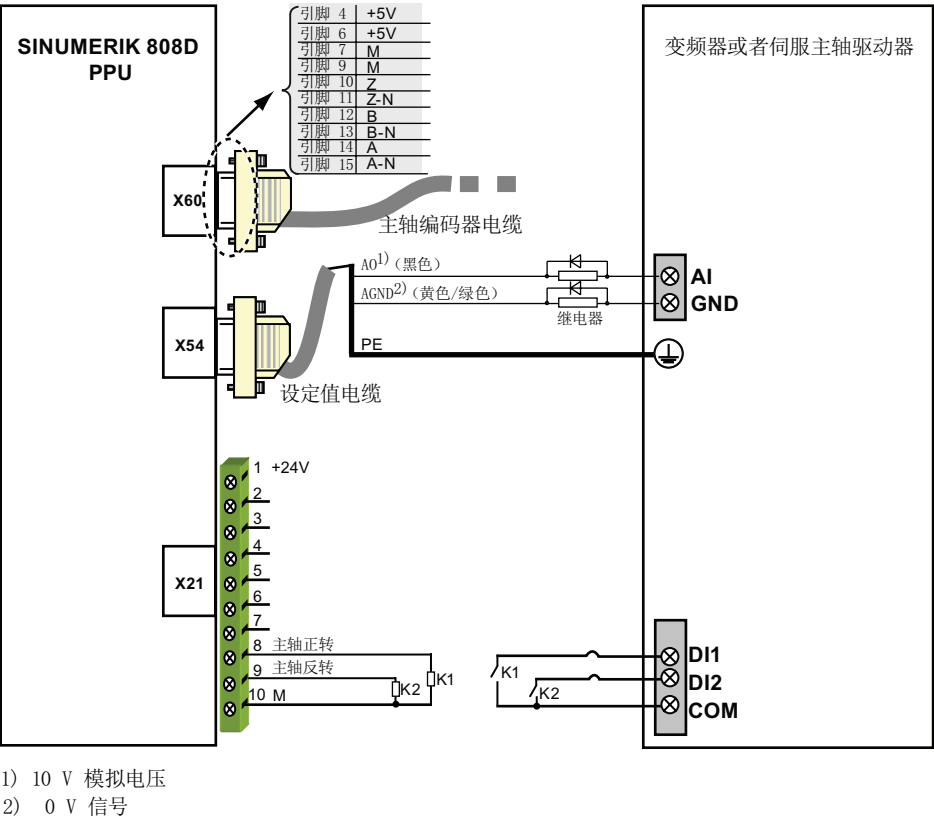 SINUMERIK 808D
PPU
引脚 4 +5V
引脚 6 +5V
引脚 7 M
引脚 9 M
引脚 10 Z
引脚 11 Z-N
引脚 12 B
引脚 13 B-N
引脚 14 A
引脚 15 A-N
变频器或者伺服主轴驱动器
X60
主轴编码器电缆
AO1)(黑色)
AI
AGND2)(黄色/绿色)
GND
继电器
X54
PE
设定值电缆
1 +24V
2
3
4
5
X21
6
7
8 主轴正转
9 主轴反转
10 M
K2
K1
K1
K2
DI1
DI2
COM
1) 10 V 模拟电压
2) 0 V 信号